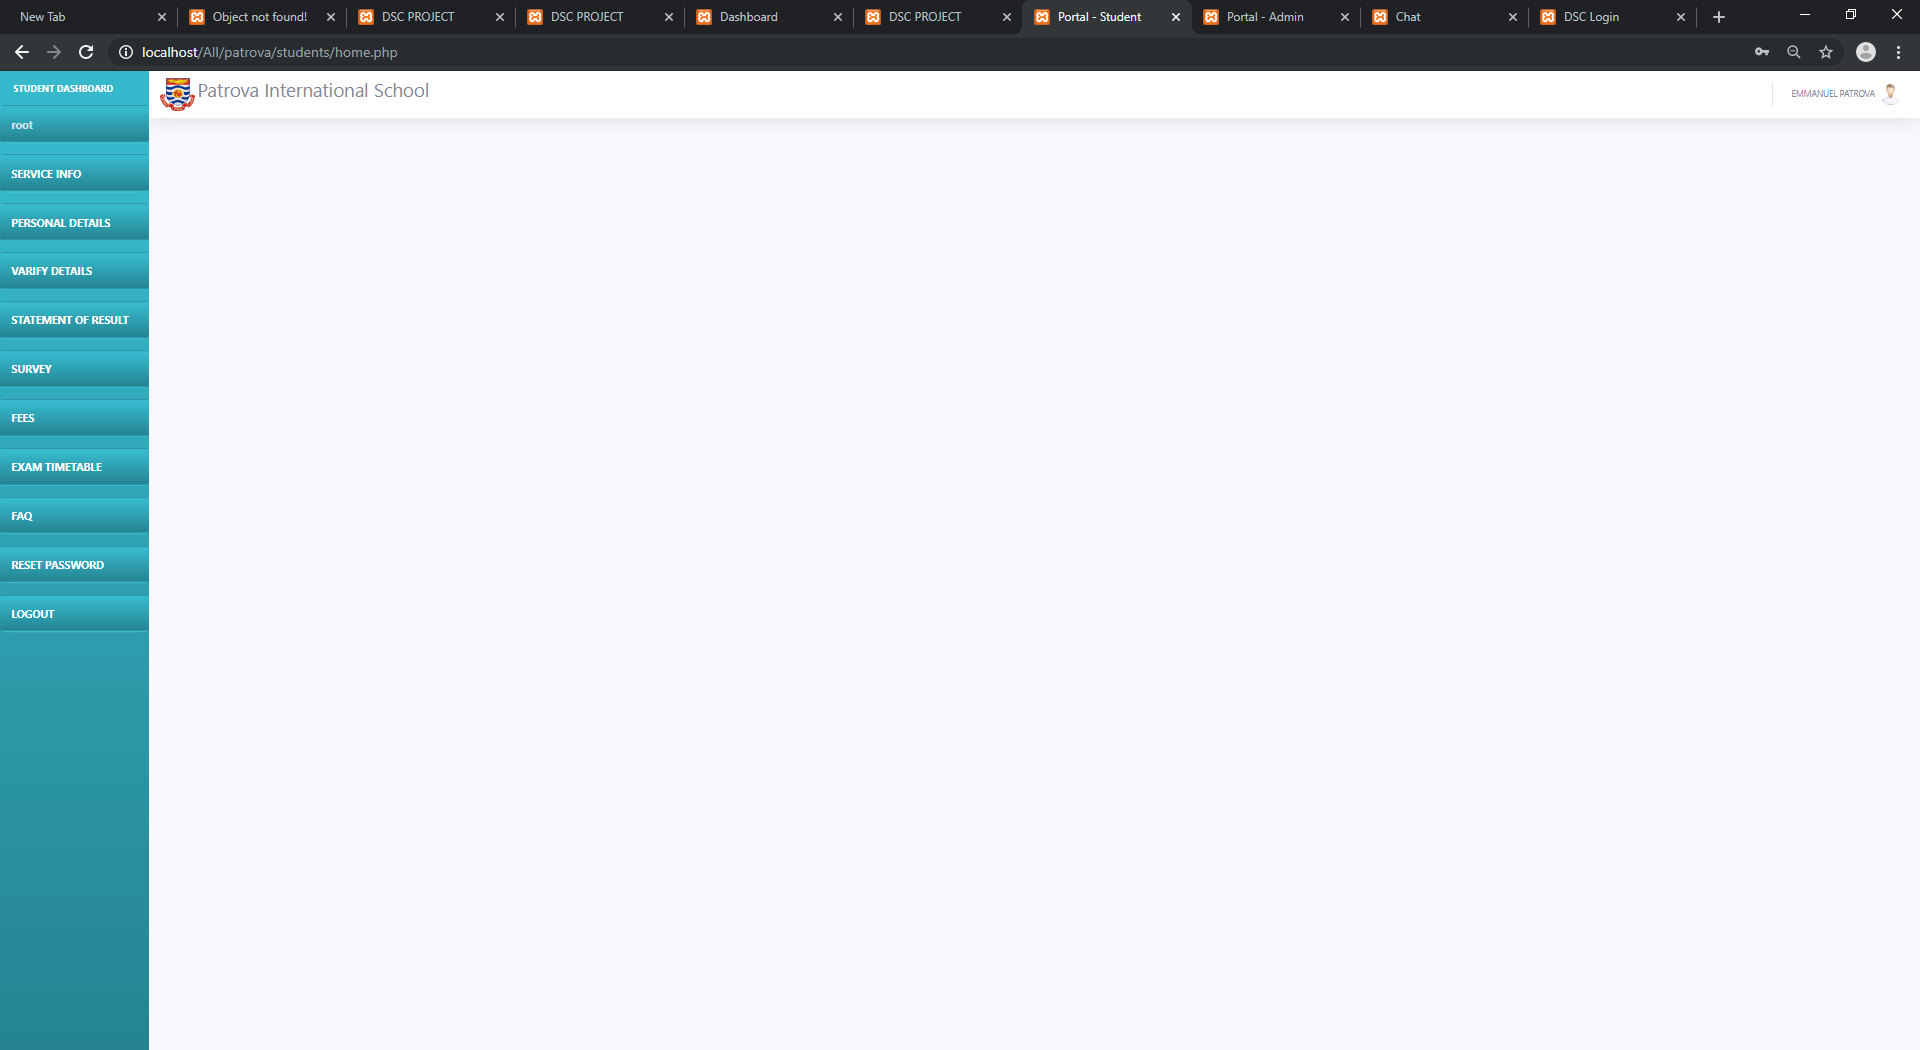 New Tab
Object not found!
DSC PROJECT
DSC PROJECT
Dashboard
DSC PROJECT
Portal - Student
Portal - Admin
Chat
DSC Login
localhost/All/patrova/students/home.php
STUDENT DASHBOARD
Patrova International School
EMMANUEL PATROVA
root
SERVICE INFO
PERSONAL DETAILS
VARIFY DETAILS
STATEMENT OF RESULT
SURVEY
FEES
EXAM TIMETABLE
FAQ
RESET PASSWORD
LOGOUT